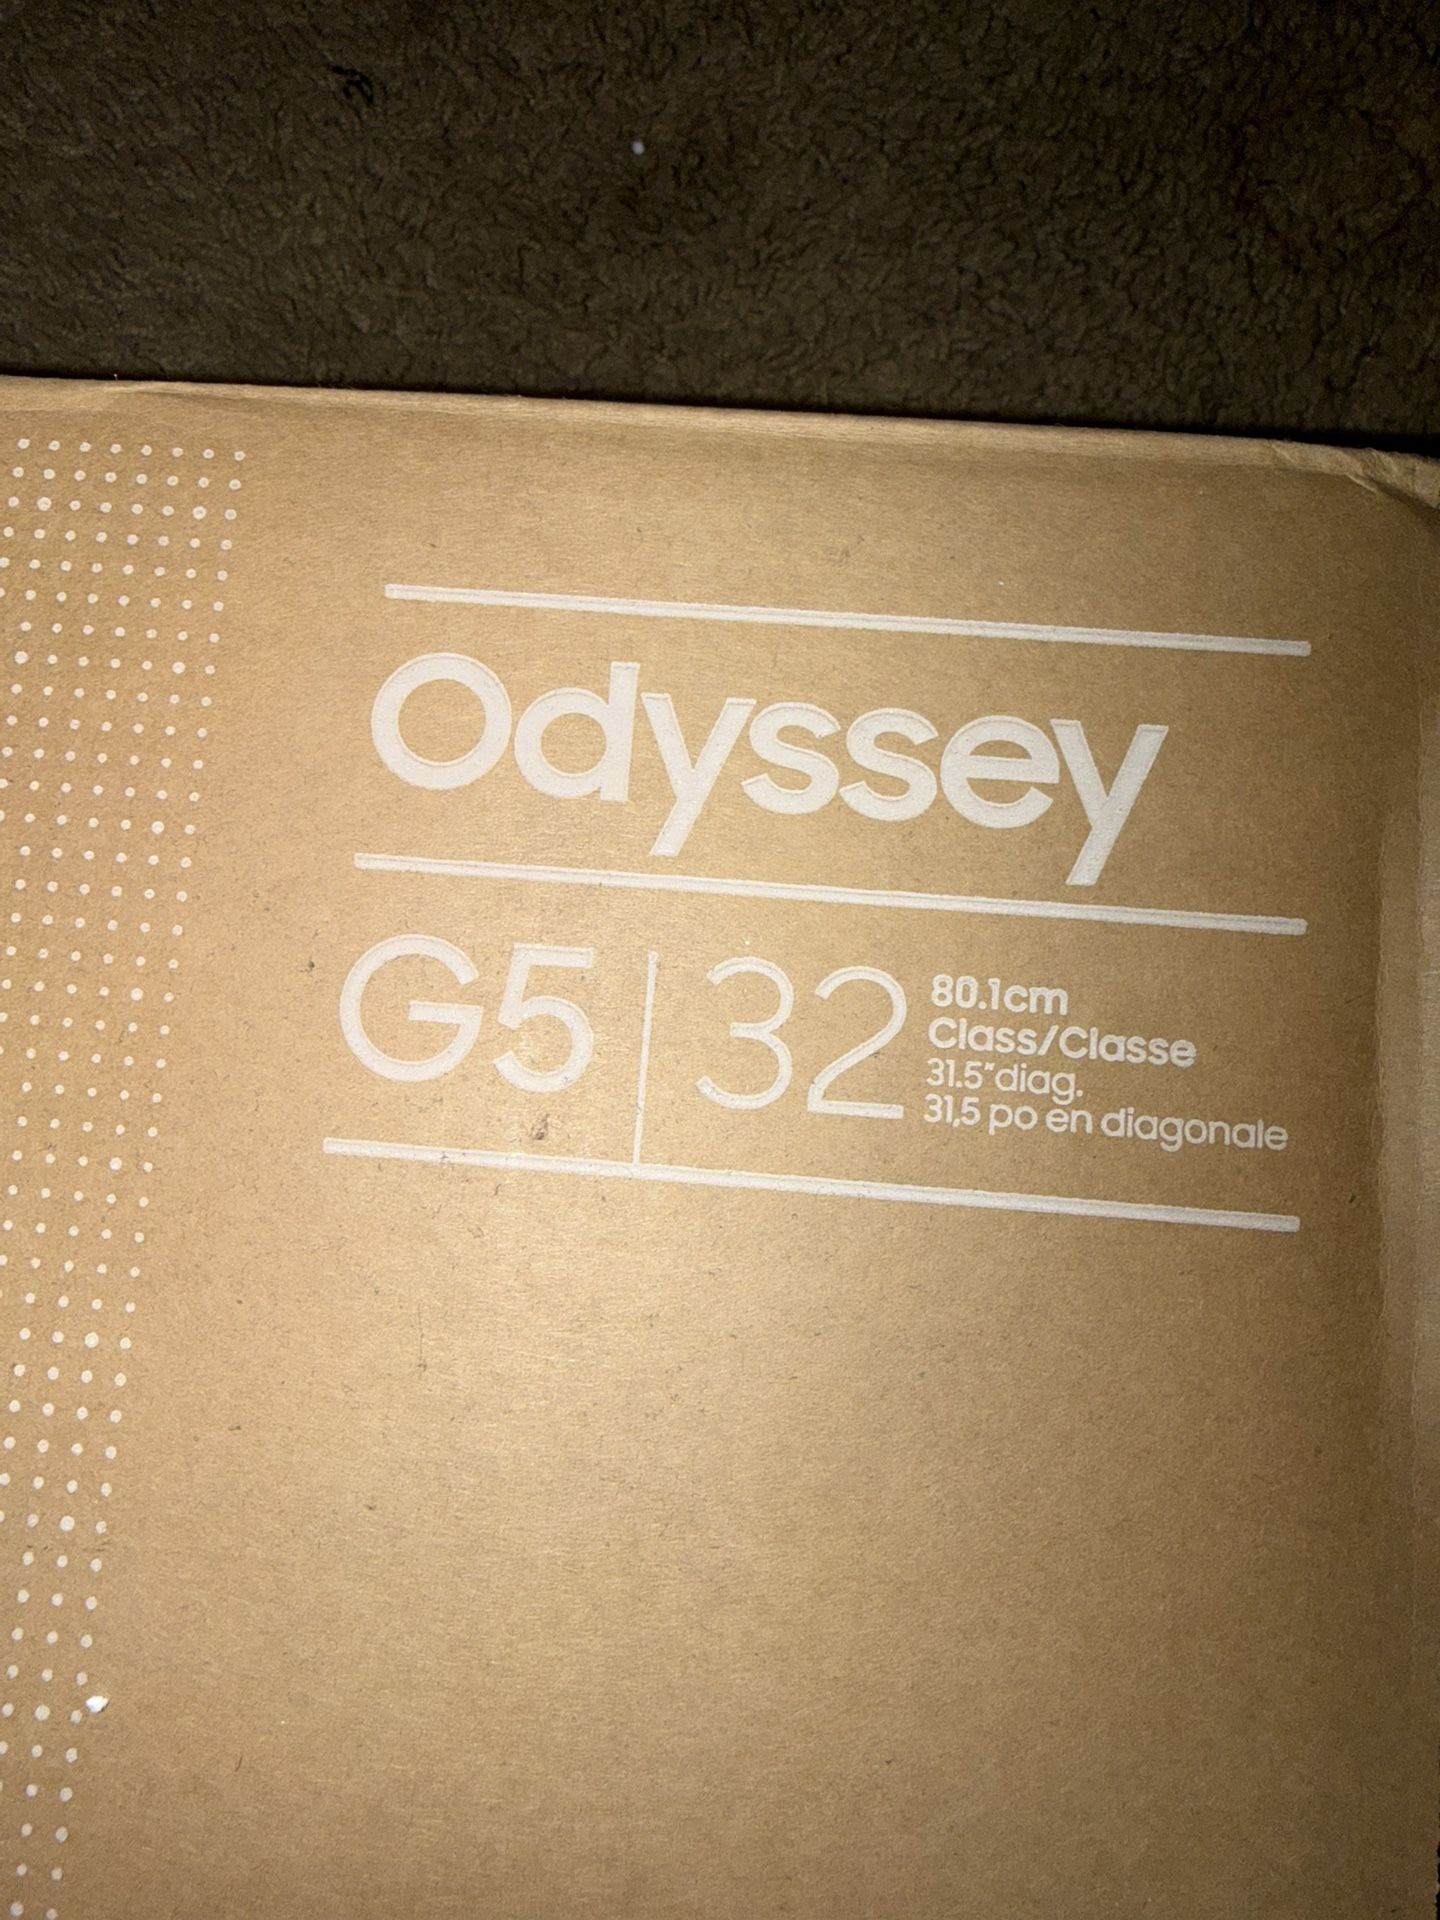 Odyssey
G5 | 32
80.1cm
Class/Classe
31.5"diag.
31,5 po en diagonale